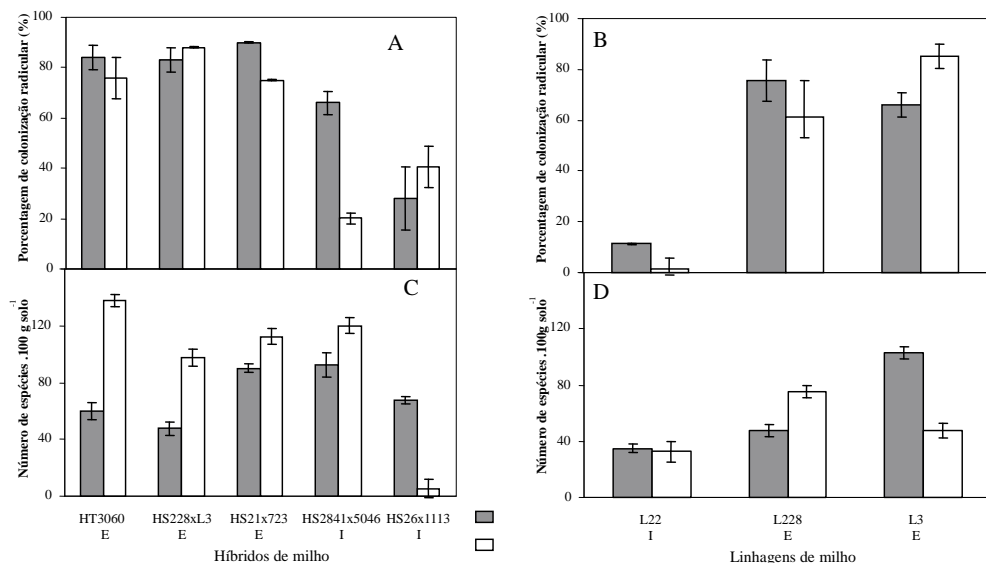 Porcentagem de colonização radicular (%)
100
80
60
40
20
0
A
Número de espécies .100 g solo -1
120
80
40
0
C
HT3060 HS228xL3 HS21x723 HS2841x5046 HS26x1113
E E E I I
Híbridos de milho
Porcentagem de colonização radicular (%)
100
80
60
40
20
0
B
Número de espécies .100g solo -1
120
80
40
0
D
L22 L228 L3
I E E
Linhagens de milho